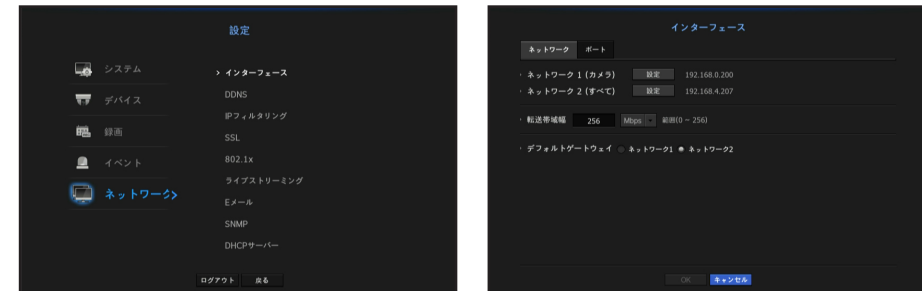 設定
システム
デバイス
録画
イベント
ネットワーク>
> インターフェース
DDNS
IPフィルタリング
SSL
802.1x
ライブストリーミング
Eメール
SNMP
DHCPサーバー
ログアウト 戻る
インターフェース
ネットワーク ポート
ネットワーク 1 (カメラ) 設定 192.168.0.200
ネットワーク 2 (すべて) 設定 192.168.4.207
転送帯域幅 256 Mbps 範囲(0 ~ 256)
デフォルトゲートウェイ ネットワーク1 ネットワーク2
OK キャンセル